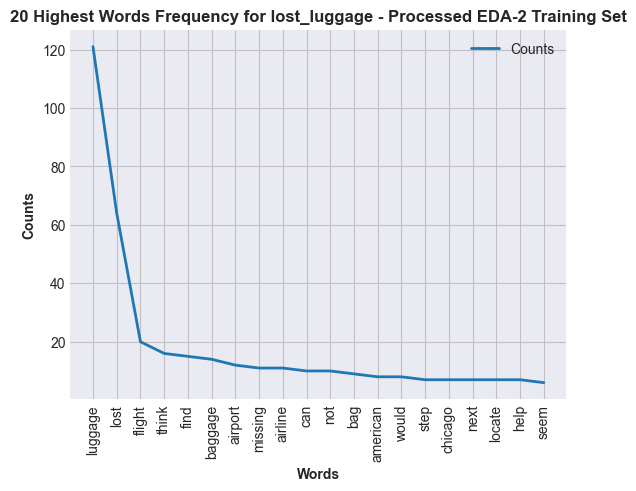 20 Highest Words Frequency for lost_luggage - Processed EDA-2 Training Set
Counts
120
100
80
60
40
20
Counts
luggage
lost
flight
think
find
baggage
airport
missing
airline
can
not
bag
american
would
step
chicago
next
locate
help
seem
Words